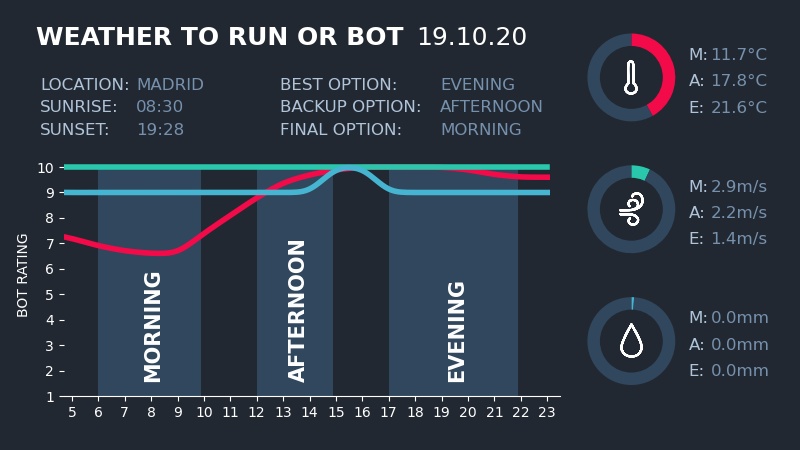 WEATHER TO RUN OR BOT 19.10.20
LOCATION: MADRID
SUNRISE: 08:30
SUNSET: 19:28
BEST OPTION: EVENING
BACKUP OPTION: AFTERNOON
FINAL OPTION: MORNING
M: 11.7°C
A: 17.8°C
E: 21.6°C
M: 2.9m/s
A: 2.2m/s
E: 1.4m/s
M: 0.0mm
A: 0.0mm
E: 0.0mm
BOT RATING
10
9
8
7
6
5
4
3
2
1
MORNING
AFTERNOON
EVENING
5 6 7 8 9 10 11 12 13 14 15 16 17 18 19 20 21 22 23